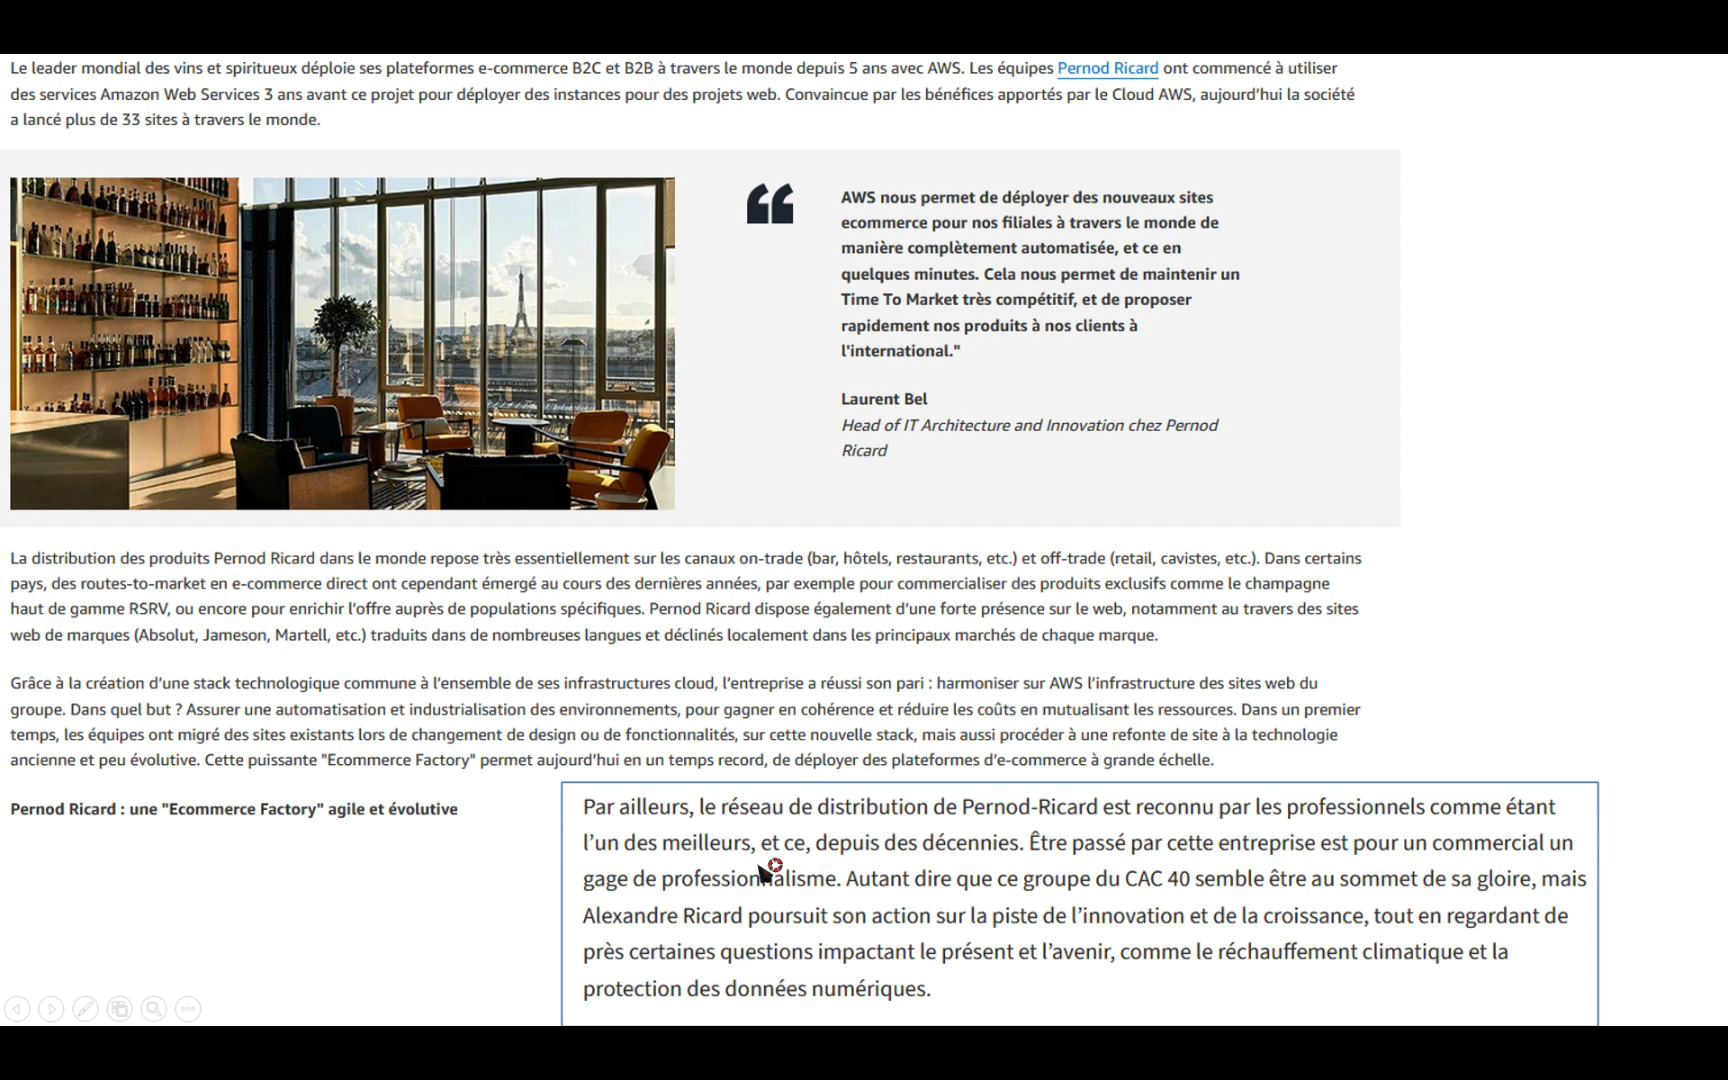 Le leader mondial des vins et spiritueux déploie ses plateformes e-commerce B2C et B2B à travers le monde depuis 5 ans avec AWS. Les équipes Pernod Ricard ont commencé à utiliser
des services Amazon Web Services 3 ans avant ce projet pour déployer des instances pour des projets web. Convaincue par les bénéfices apportés par le Cloud AWS, aujourd’hui la société
a lancé plus de 33 sites à travers le monde.
AWS nous permet de déployer des nouveaux sites
ecommerce pour nos filiales à travers le monde de
manière complètement automatisée, et ce en
quelques minutes. Cela nous permet de maintenir un
Time To Market très compétitif, et de proposer
rapidement nos produits à nos clients à
l'international."
Laurent Bel
Head of IT Architecture and Innovation chez Pernod
Ricard
La distribution des produits Pernod Ricard dans le monde repose très essentiellement sur les canaux on-trade (bar, hôtels, restaurants, etc.) et off-trade (retail, cavistes, etc.). Dans certains
pays, des routes-to-market en e-commerce direct ont cependant émergé au cours des dernières années, par exemple pour commercialiser des produits exclusifs comme le champagne
haut de gamme RSRV, ou encore pour enrichir l’offre auprès de populations spécifiques. Pernod Ricard dispose également d’une forte présence sur le web, notamment au travers des sites
web de marques (Absolut, Jameson, Martell, etc.) traduits dans de nombreuses langues et déclinés localement dans les principaux marchés de chaque marque.
Grâce à la création d’une stack technologique commune à l’ensemble de ses infrastructures cloud, l’entreprise a réussi son pari : harmoniser sur AWS l’infrastructure des sites web du
groupe. Dans quel but ? Assurer une automatisation et industrialisation des environnements, pour gagner en cohérence et réduire les coûts en mutualisant les ressources. Dans un premier
temps, les équipes ont migré des sites existants lors de changement de design ou de fonctionnalités, sur cette nouvelle stack, mais aussi procéder à une refonte de site à la technologie
ancienne et peu évolutive. Cette puissante "Ecommerce Factory" permet aujourd’hui en un temps record, de déployer des plateformes d’e-commerce à grande échelle.
Pernod Ricard : une "Ecommerce Factory" agile et évolutive
Par ailleurs, le réseau de distribution de Pernod-Ricard est reconnu par les professionnels comme étant
l’un des meilleurs, et ce, depuis des décennies. Être passé par cette entreprise est pour un commercial un
gage de professionnalisme. Autant dire que ce groupe du CAC 40 semble être au sommet de sa gloire, mais
Alexandre Ricard poursuit son action sur la piste de l’innovation et de la croissance, tout en regardant de
près certaines questions impactant le présent et l’avenir, comme le réchauffement climatique et la
protection des données numériques.